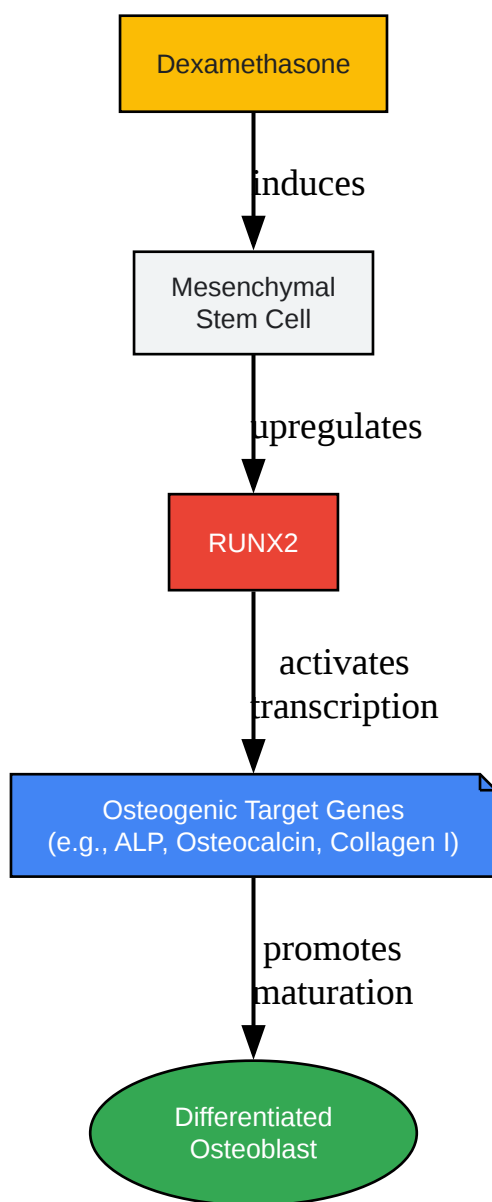 Dexamethasone
induces
Mesenchymal
Stem Cell
upregulates
RUNX2
activates
transcription
Osteogenic Target Genes
(e.g., ALP, Osteocalcin, Collagen I)
promotes
maturation
Differentiated
Osteoblast